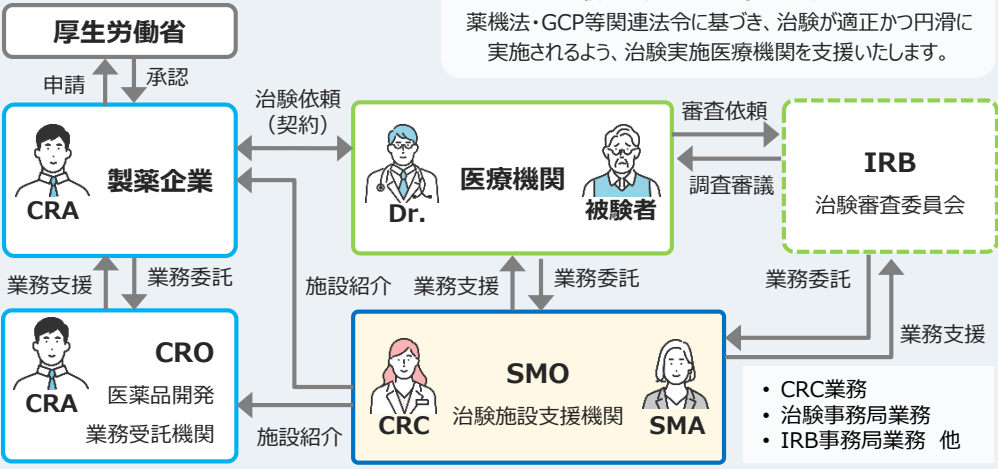 薬機法・GCP等関連法令に基づき、治験が適正かつ円滑に
実施されるよう、治験実施医療機関を支援いたします。
厚生労働省
申請
承認
製薬企業
CRA
治験依頼
（契約）
医療機関
Dr.
被験者
審査依頼
調査審議
IRB
治験審査委員会
業務支援
業務委託
施設紹介
業務支援
業務委託
業務委託
業務支援
CRO
医薬品開発
業務受託機関
CRA
施設紹介
SMO
治験施設支援機関
CRC
SMA
・ CRC業務
・ 治験事務局業務
・ IRB事務局業務 他